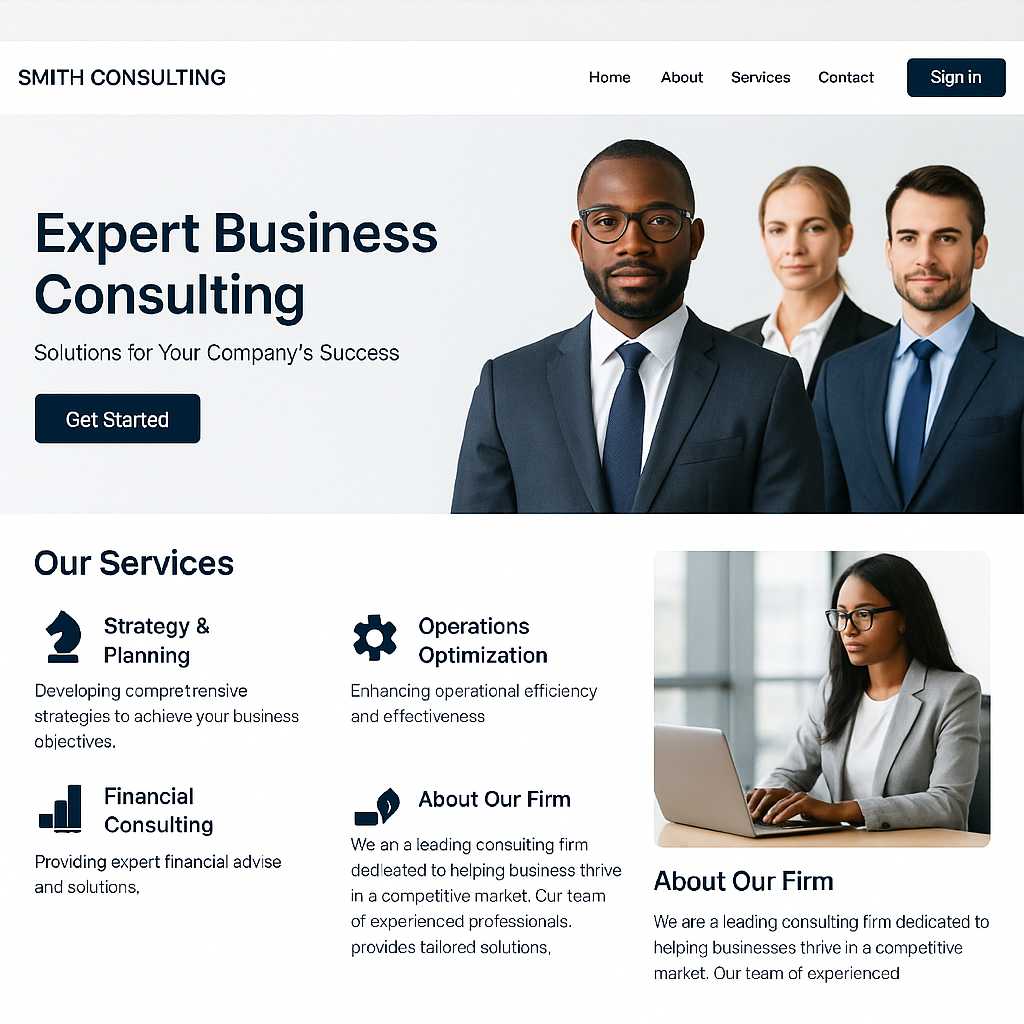 SMITH CONSULTING
Home About Services Contact Sign in
Expert Business
Consulting
Solutions for Your Company's Success
Get Started
Our Services
Strategy &
Planning
Developing compretrensive
strategies to achieve your business
objectives.
Operations
Optimization
Enhancing operational efficiency
and effectiveness
Financial
Consulting
Providing expert financial advise
and solutions,
About Our Firm
We an a leading consuiting firm
dedleated to helping business thrive
in a competitive market. Cur team
of experienced professionals.
provides tailored solutions,
About Our Firm
We are a leading consulting firm dedicated to
helping businesses thrive in a competitive
market. Our team of experienced